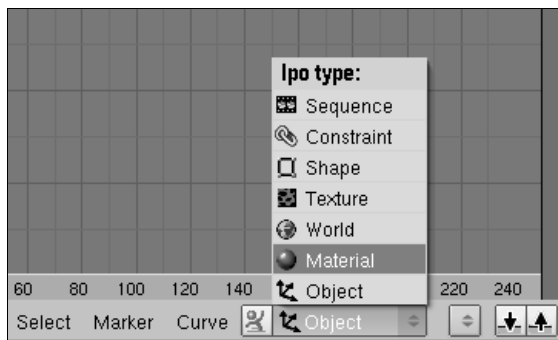 Ipo type:
Sequence
Constraint
Shape
Texture
World
Material
Object
60 80 100 120 140 220 240
Select Marker Curve Object